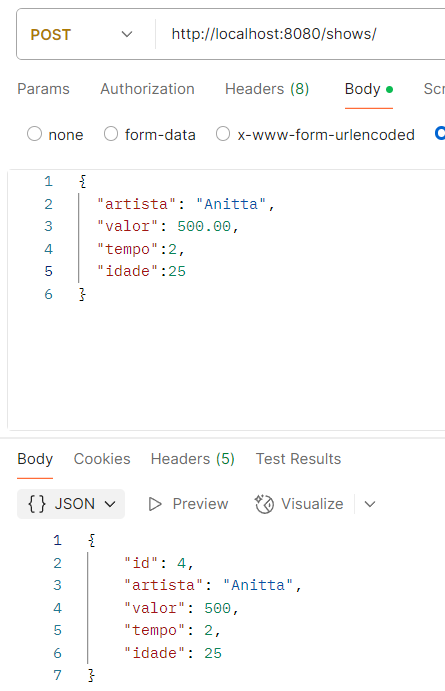 POST http://localhost:8080/shows/
Params Authorization Headers (8) Body Scr
none form-data x-www-form-urlencoded
1 {
2 "artista": "Anitta",
3 "valor": 500.00,
4 "tempo":2,
5 "idade":25
6 }
Body Cookies Headers (5) Test Results
{} JSON Preview Visualize
1 {
2 "id": 4,
3 "artista": "Anitta",
4 "valor": 500,
5 "tempo": 2,
6 "idade": 25
7 }